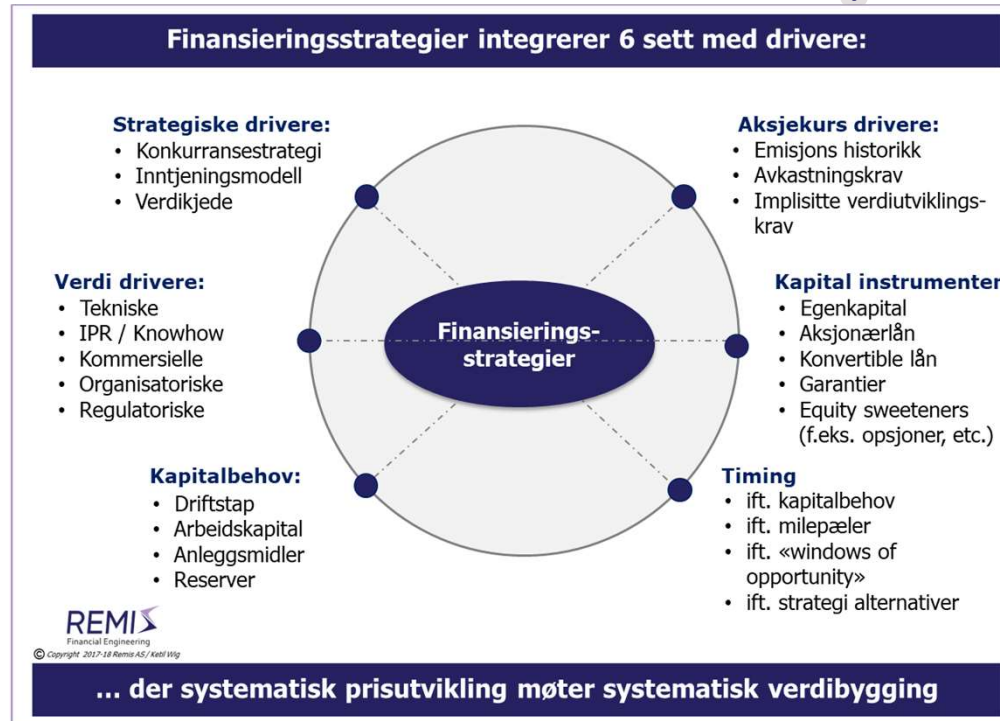 Finansieringsstrategier integrerer 6 sett med drivere:
Strategiske drivere:
• Konkurransestrategi
• Inntjeningsmodell
• Verdikjede
Aksjekurs drivere:
• Emisjons historikk
• Avkastningskrav
• Implisitte verdiutviklings-
krav
Verdi drivere:
• Tekniske
• IPR / Knowhow
• Kommersielle
• Organisatoriske
• Regulatoriske
Finansierings-
strategier
Kapital instrumenter
• Egenkapital
• Aksjonærlån
• Konvertible lån
• Garantier
• Equity sweeteners
(f.eks. opsjoner, etc.)
Kapitalbehov:
• Driftstap
• Arbeidskapital
• Anleggsmidler
• Reserver
Timing
• ift. kapitalbehov
• ift. milepæler
• ift. «windows of
opportunity»
• ift. strategi alternativer
REMIS
Financial Engineering
© Copyright 2017-18 Remis AS / Ketil Wig
... der systematisk prisutvikling møter systematisk verdibygging